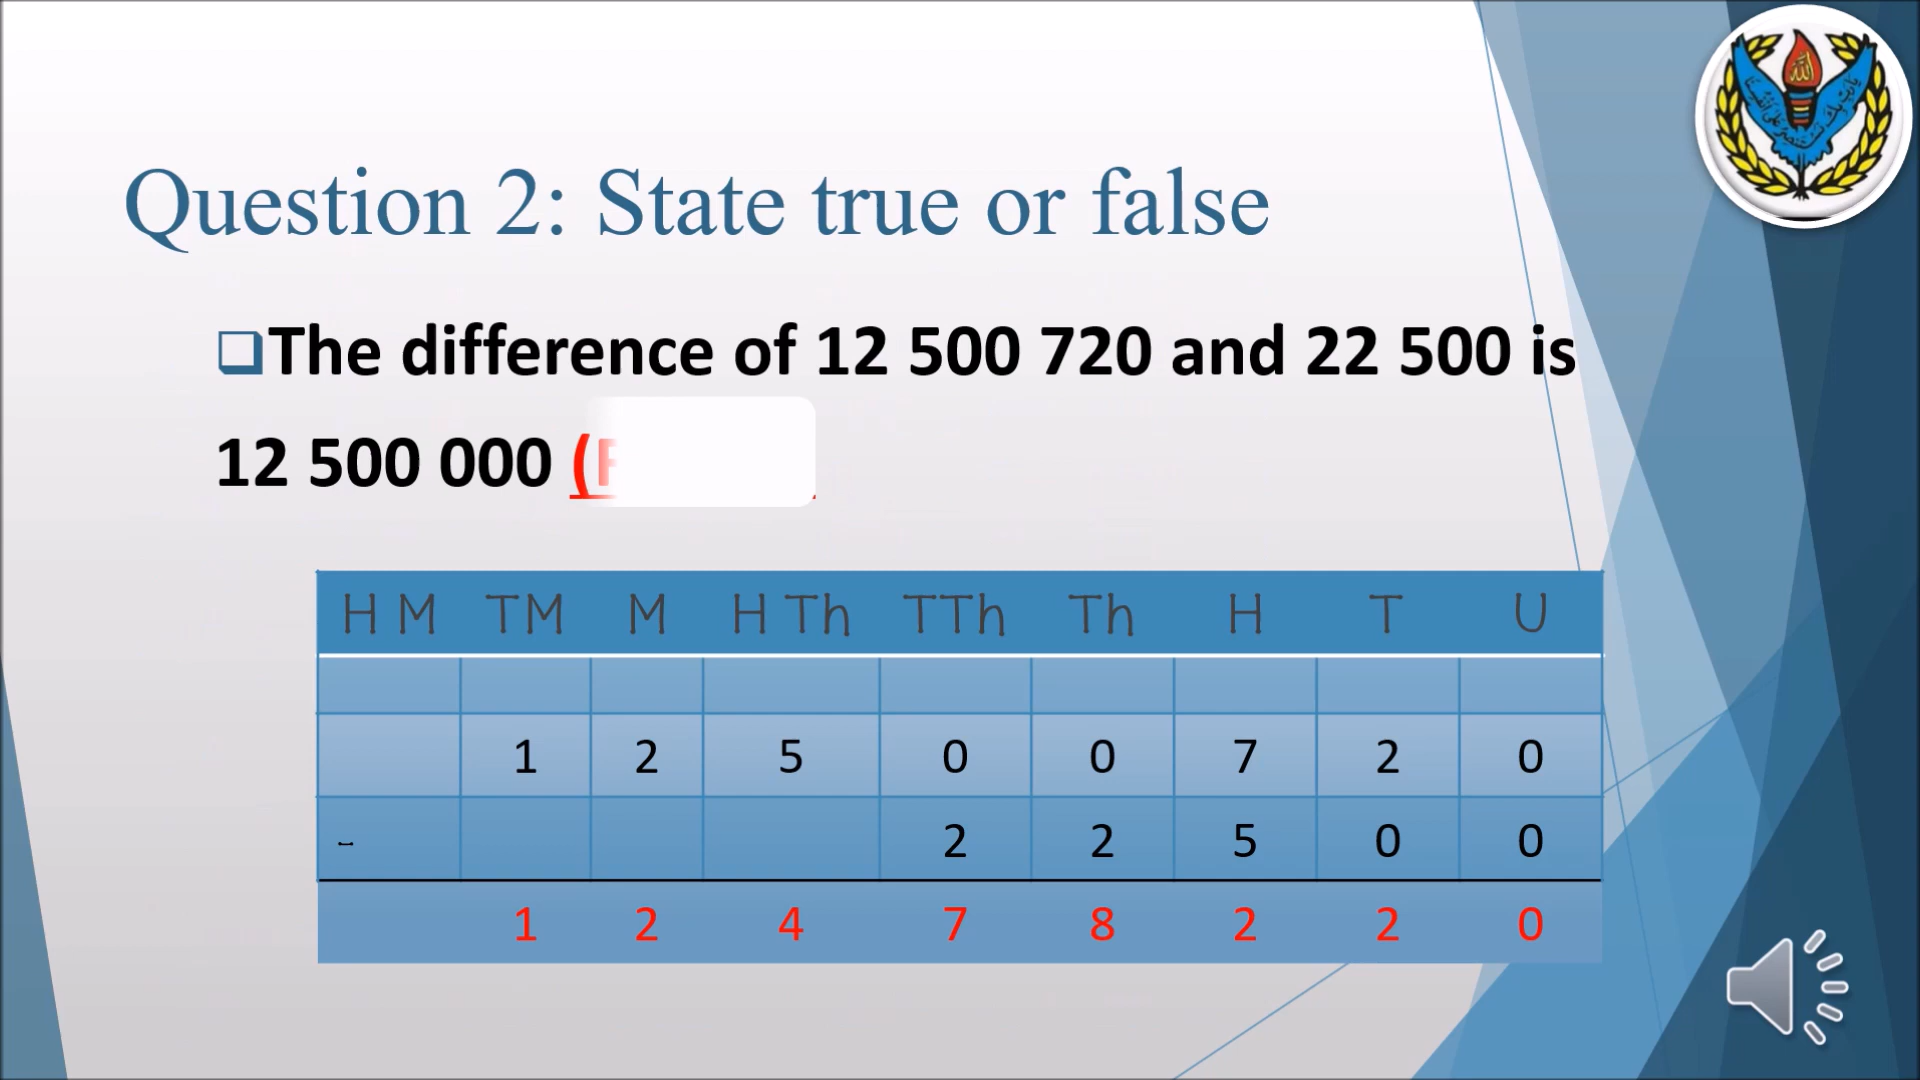 Question 2: State true or false
The difference of 12 500 720 and 22 500 is
12 500 000 (F
H M TM M H Th TTh Th H T U
1 2 5 0 0 7 2 0
- 2 2 5 0 0
1 2 4 7 8 2 2 0